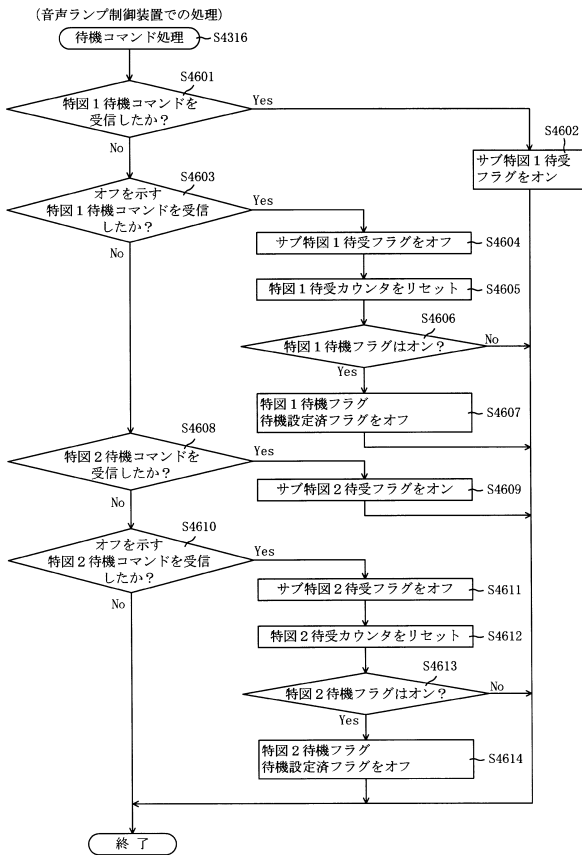 (音声ランプ制御装置での処理)
待機コマンド処理
S4316
S4601
特図1待機コマンドを
受信したか?
Yes
No
S4602
サブ特図1待受
フラグをオン
S4603
オフを示す
特図1待機コマンドを受信
したか?
Yes
No
サブ特図1待受フラグをオフ
S4604
特図1待受カウンタをリセット
S4605
S4606
特図1待機フラグはオン?
No
Yes
特図1待機フラグ
待機設定済フラグをオフ
S4607
S4608
特図2待機コマンドを
受信したか?
Yes
No
サブ特図2待受フラグをオン
S4609
S4610
オフを示す
特図2待機コマンドを受信
したか?
Yes
No
サブ特図2待受フラグをオフ
S4611
特図2待受カウンタをリセット
S4612
S4613
特図2待機フラグはオン?
No
Yes
特図2待機フラグ
待機設定済フラグをオフ
S4614
終了